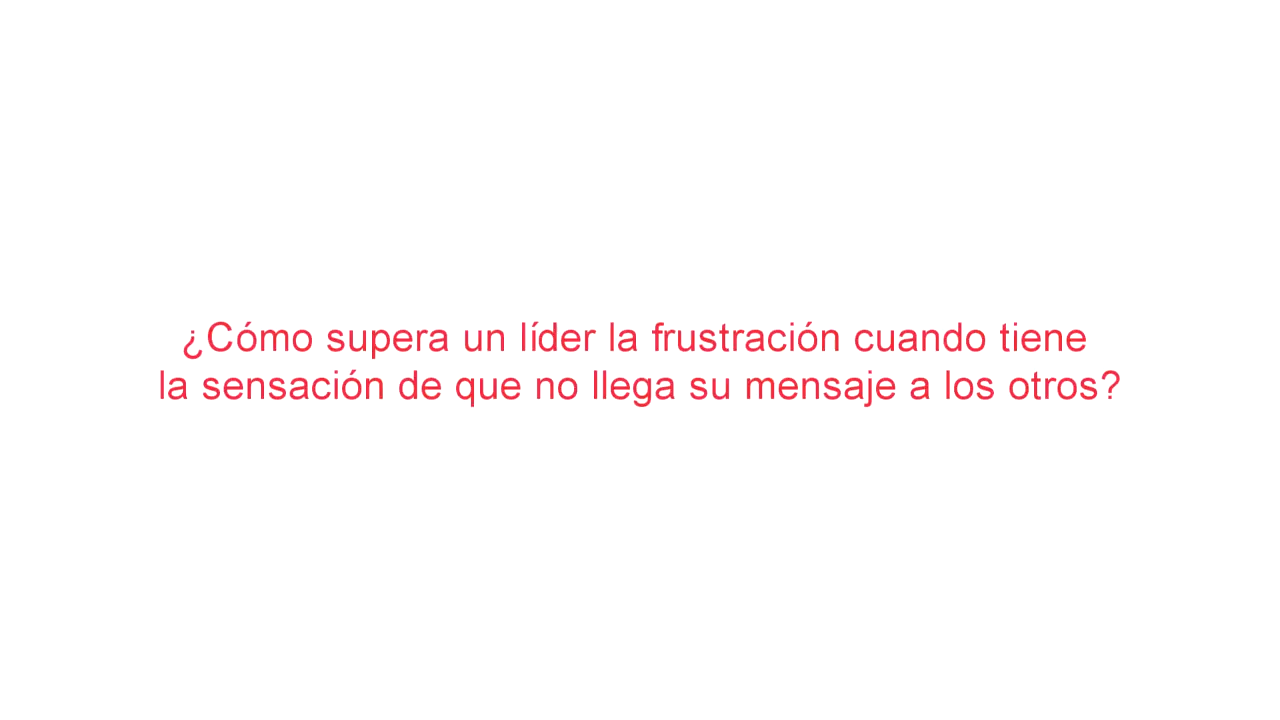 ¿Cómo supera un líder la frustración cuando tiene
la sensación de que no llega su mensaje a los otros?